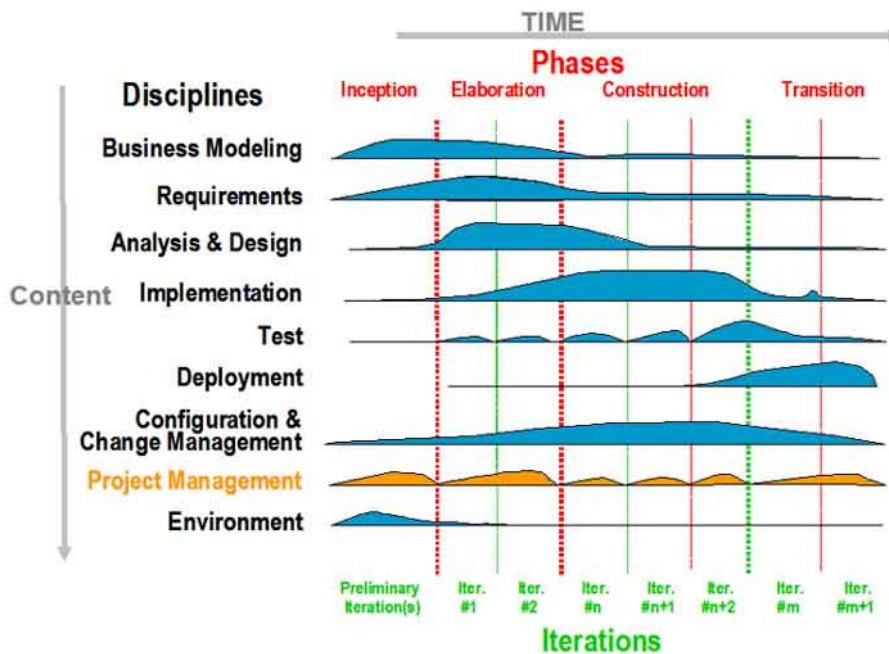 TIME
Phases
Disciplines
Inception Elaboration Construction Transition
Business Modeling
Requirements
Analysis & Design
Content
Implementation
Test
Deployment
Configuration &
Change Management
Project Management
Environment
Preliminary Iter. Iter. Iter. Iter. Iter. Iter. Iter.
Iteration(s) #1 #2 #n #n+1 #n+2 #m #m+1
Iterations